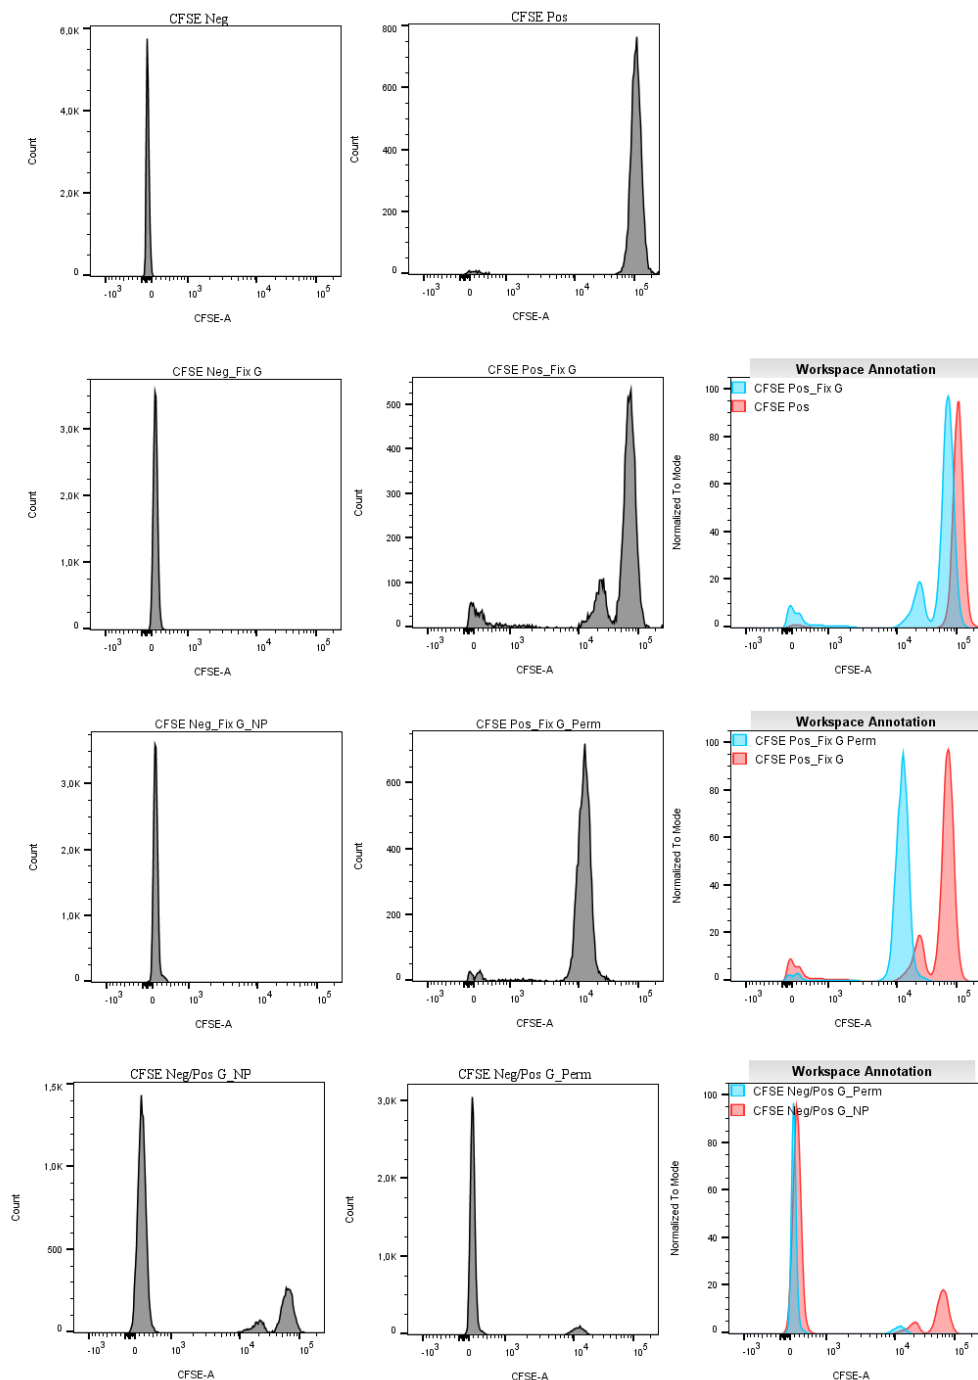 CFSE Neg
6,0K
4,0K
2,0K
0
Count
-10³ 0 10³ 10⁴ 10⁵
CFSE-A
CFSE Pos
800
600
400
200
0
Count
-10³ 0 10³ 10⁴ 10⁵
CFSE-A
CFSE Neg_Fix G
3,0K
2,0K
1,0K
0
Count
-10³ 0 10³ 10⁴ 10⁵
CFSE-A
CFSE Pos_Fix G
500
400
300
200
100
0
Count
-10³ 0 10³ 10⁴ 10⁵
CFSE-A
Workspace Annotation
CFSE Pos_Fix G
CFSE Pos
100
80
60
40
20
0
Normalized To Mode
-10³ 0 10³ 10⁴ 10⁵
CFSE-A
CFSE Neg_Fix G_NP
3,0K
2,0K
1,0K
0
Count
-10³ 0 10³ 10⁴ 10⁵
CFSE-A
CFSE Pos_Fix G_Perm
600
400
200
0
Count
-10³ 0 10³ 10⁴ 10⁵
CFSE-A
Workspace Annotation
CFSE Pos_Fix G Perm
CFSE Pos_Fix G
100
80
60
40
20
0
Normalized To Mode
-10³ 0 10³ 10⁴ 10⁵
CFSE-A
CFSE Neg/Pos G_NP
1,5K
1,0K
500
0
Count
-10³ 0 10³ 10⁴ 10⁵
CFSE-A
CFSE Neg/Pos G_Perm
3,0K
2,0K
1,0K
0
Count
-10³ 0 10³ 10⁴ 10⁵
CFSE-A
Workspace Annotation
CFSE Neg/Pos G_Perm
CFSE Neg/Pos G_NP
100
80
60
40
20
0
Normalized To Mode
-10³ 0 10³ 10⁴ 10⁵
CFSE-A